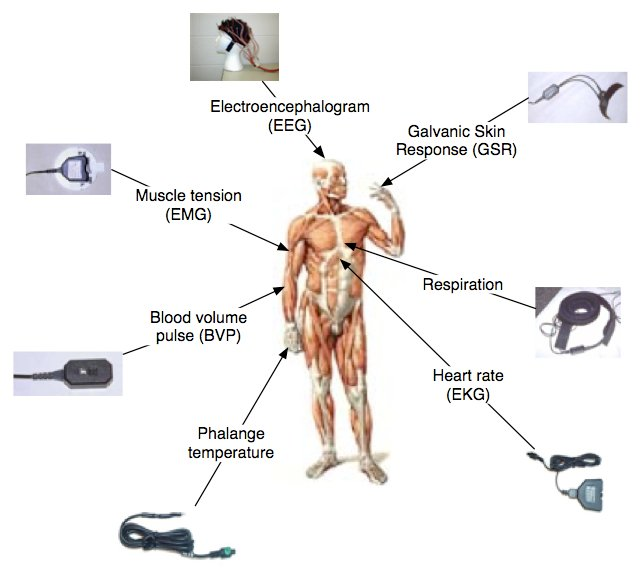 Electroencephalogram
(EEG)
Galvanic Skin
Response (GSR)
Muscle tension
(EMG)
Respiration
Blood volume
pulse (BVP)
Heart rate
(EKG)
Phalange
temperature